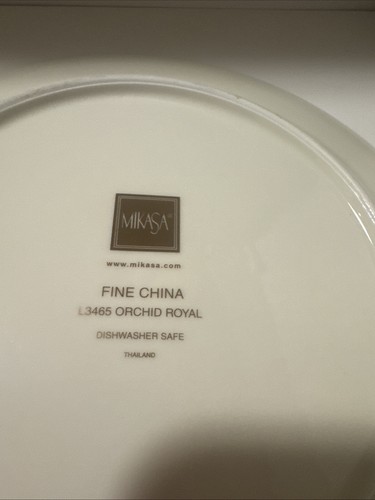 MIKASA®
www.mikasa.com
FINE CHINA
L3465 ORCHID ROYAL
DISHWASHER SAFE
THAILAND